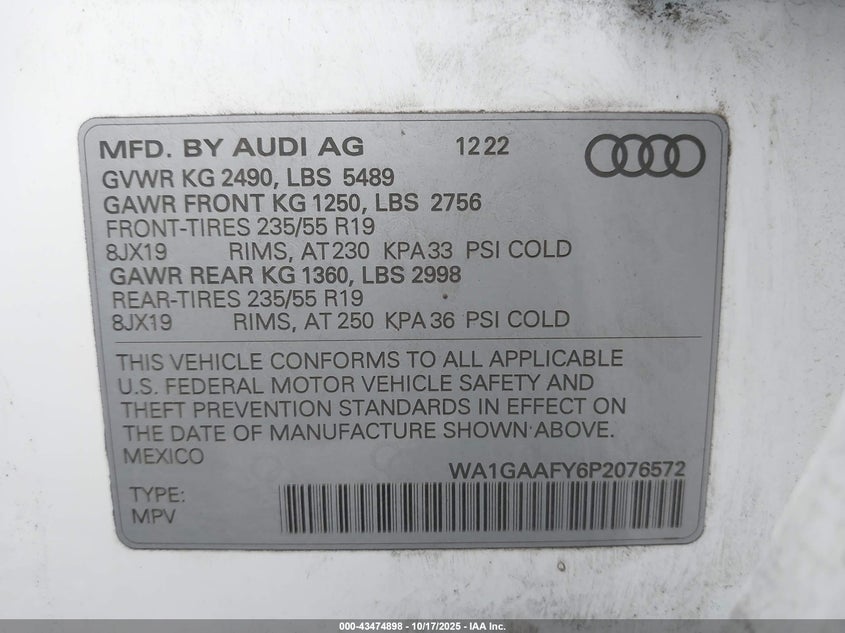 MFD. BY AUDI AG 12 22
GVWR KG 2490, LBS 5489
GAWR FRONT KG 1250, LBS 2756
FRONT-TIRES 235/55 R19
8JX19 RIMS, AT 230 KPA 33 PSI COLD
GAWR REAR KG 1360, LBS 2998
REAR-TIRES 235/55 R19
8JX19 RIMS, AT 250 KPA 36 PSI COLD
THIS VEHICLE CONFORMS TO ALL APPLICABLE
U.S. FEDERAL MOTOR VEHICLE SAFETY AND
THEFT PREVENTION STANDARDS IN EFFECT ON
THE DATE OF MANUFACTURE SHOWN ABOVE.
MEXICO
WA1GAAFY6P2076572
TYPE:
MPV
000-43474898 - 10/17/2025 - IAA Inc.